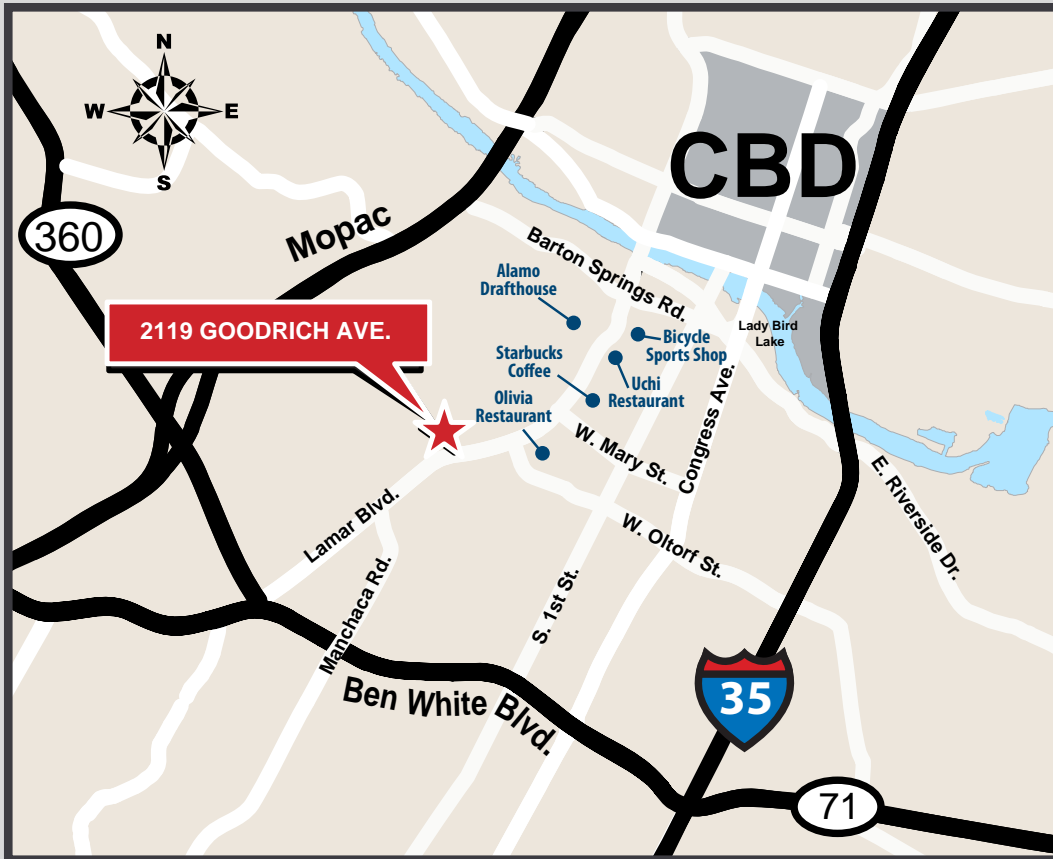 N
W
E
S
CBD
360
Mopac
Barton Springs Rd.
Alamo
Drafthouse
2119 GOODRICH AVE.
Lady Bird
Lake
Bicycle
Sports Shop
Starbucks
Coffee
Uchi
Restaurant
Olivia
Restaurant
Congress Ave.
W. Mary St.
E. Riverside Dr.
Lamar Blvd.
W. Oltorf St.
Manchaca Rd.
S. 1st St.
Ben White Blvd.
35
71